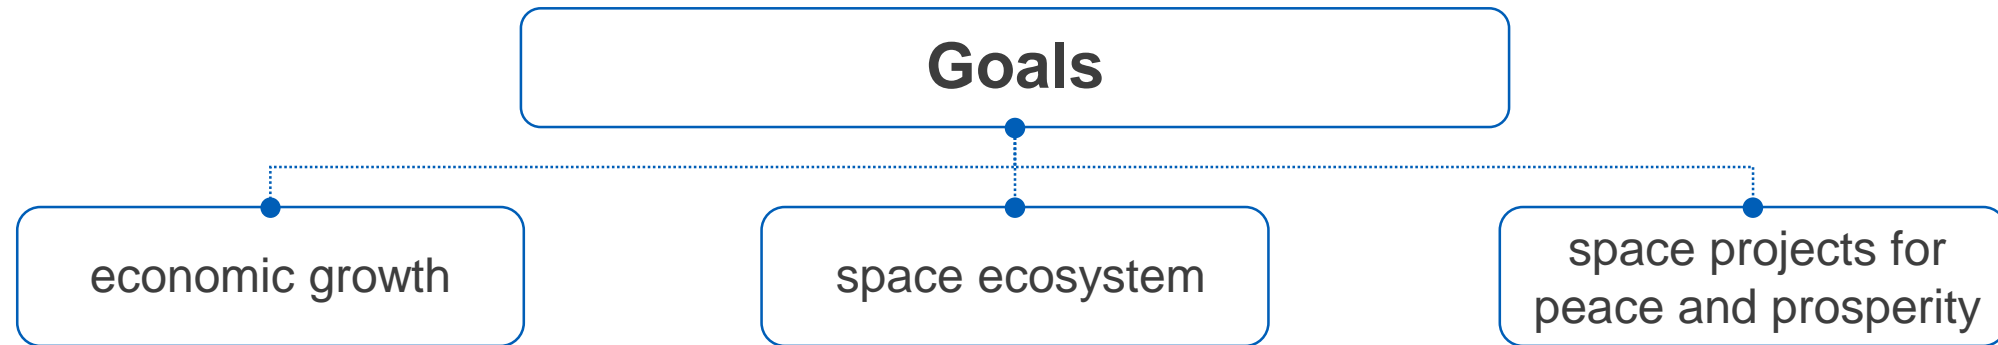 Goals
economic growth
space ecosystem
space projects for
peace and prosperity